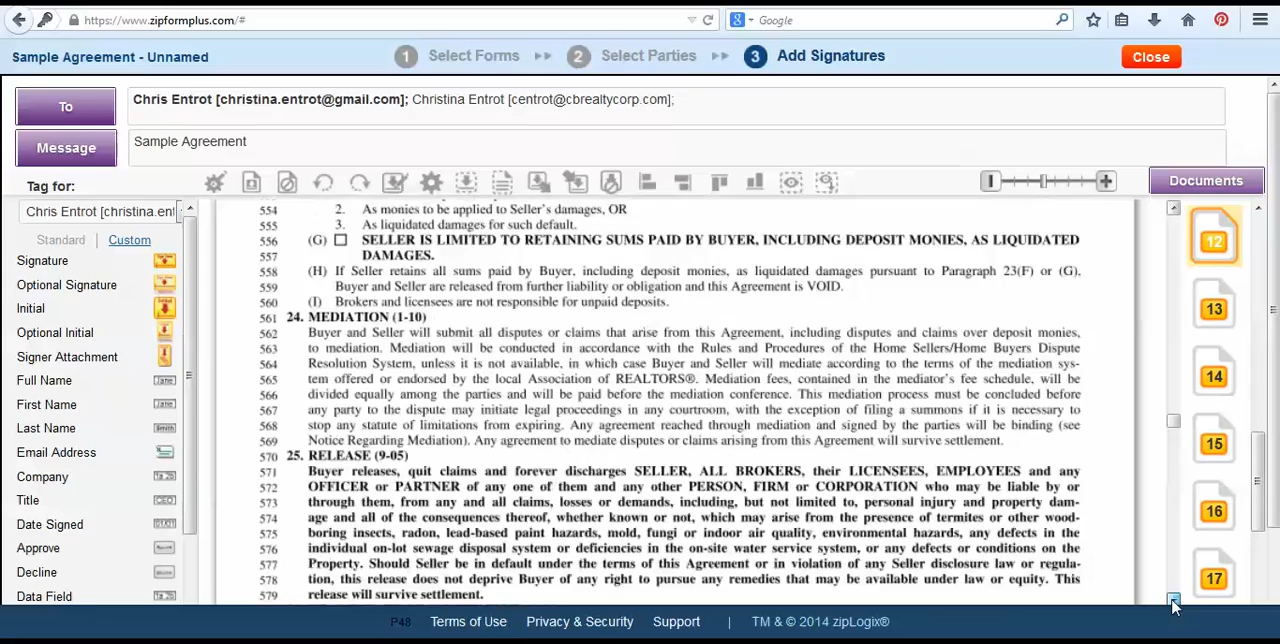 https://www.zipformplus.com/#
Google
Sample Agreement - Unnamed
1 Select Forms
2 Select Parties
3 Add Signatures
Close
To
Chris Entrot [christina.entrot@gmail.com]; Christina Entrot [centrot@cbrealtycorp.com];
Message
Sample Agreement
Tag for:
Documents
Chris Entrot [christina.ent
Standard | Custom
Signature
Optional Signature
Initial
Optional Initial
Signer Attachment
Full Name
First Name
Last Name
Email Address
Company
Title
Date Signed
Approve
Decline
Data Field
554 2. As monies to be applied to Seller's damages, OR
555 3. As liquidated damages for such default.
556 (G) SELLER IS LIMITED TO RETAINING SUMS PAID BY BUYER, INCLUDING DEPOSIT MONIES, AS LIQUIDATED
557 DAMAGES.
558 (H) If Seller retains all sums paid by Buyer, including deposit monies, as liquidated damages pursuant to Paragraph 23(F) or (G),
559 Buyer and Seller are released from further liability or obligation and this Agreement is VOID.
560 (I) Brokers and licensees are not responsible for unpaid deposits.
561 24. MEDIATION (1-10)
562 Buyer and Seller will submit all disputes or claims that arise from this Agreement, including disputes and claims over deposit monies,
563 to mediation. Mediation will be conducted in accordance with the Rules and Procedures of the Home Sellers/Home Buyers Dispute
564 Resolution System, unless it is not available, in which case Buyer and Seller will mediate according to the terms of the mediation sys-
565 tem offered or endorsed by the local Association of REALTORS®. Mediation fees, contained in the mediator's fee schedule, will be
566 divided equally among the parties and will be paid before the mediation conference. This mediation process must be concluded before
567 any party to the dispute may initiate legal proceedings in any courtroom, with the exception of filing a summons if it is necessary to
568 stop any statute of limitations from expiring. Any agreement reached through mediation and signed by the parties will be binding (see
569 Notice Regarding Mediation). Any agreement to mediate disputes or claims arising from this Agreement will survive settlement.
570 25. RELEASE (9-05)
571 Buyer releases, quit claims and forever discharges SELLER, ALL BROKERS, their LICENSEES, EMPLOYEES and any
572 OFFICER or PARTNER of any one of them and any other PERSON, FIRM or CORPORATION who may be liable by or
573 through them, from any and all claims, losses or demands, including, but not limited to, personal injury and property dam-
574 age and all of the consequences thereof, whether known or not, which may arise from the presence of termites or other wood-
575 boring insects, radon, lead-based paint hazards, mold, fungi or indoor air quality, environmental hazards, any defects in the
576 individual on-lot sewage disposal system or deficiencies in the on-site water service system, or any defects or conditions on the
577 Property. Should Seller be in default under the terms of this Agreement or in violation of any Seller disclosure law or regula-
578 tion, this release does not deprive Buyer of any right to pursue any remedies that may be available under law or equity. This
579 release will survive settlement.
12
13
14
15
16
17
P48 Terms of Use Privacy & Security Support | TM & © 2014 zipLogix®